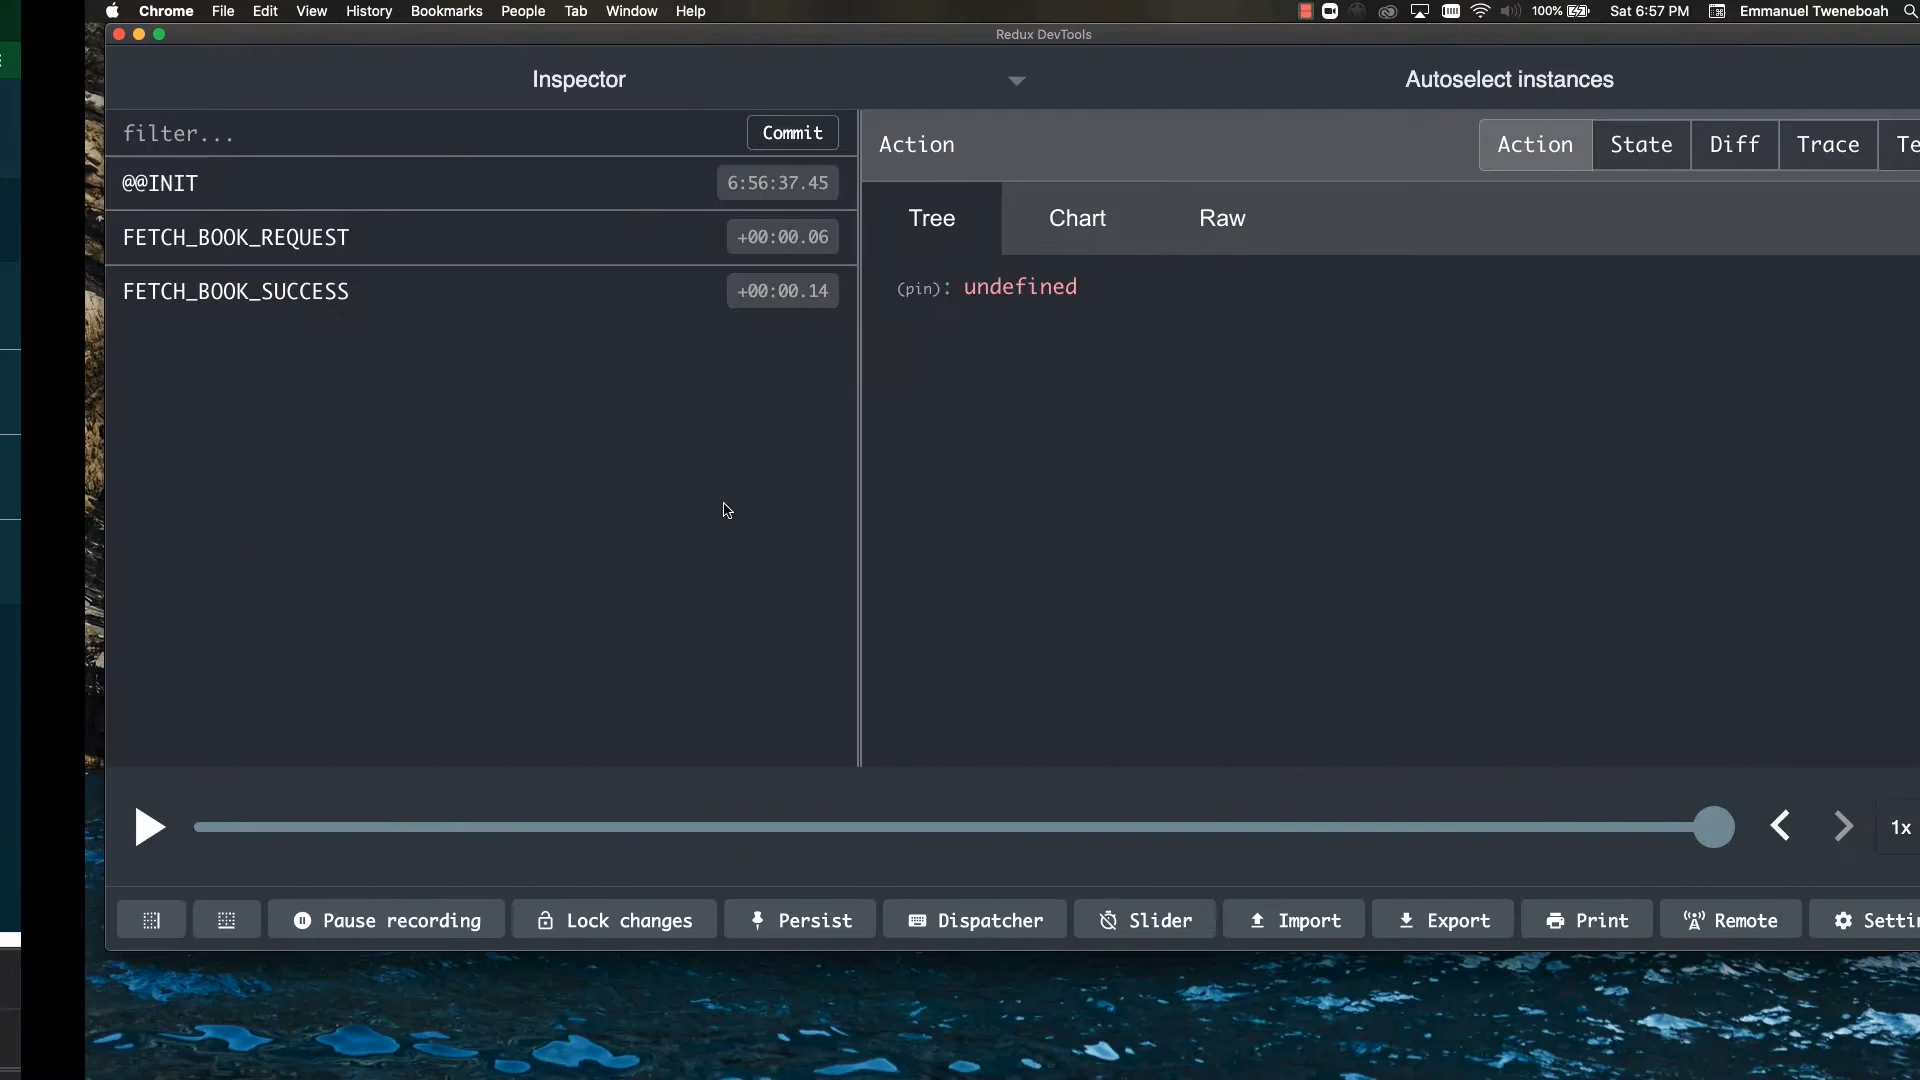 Chrome File Edit View History Bookmarks People Tab Window Help 100% Sat 6:57 PM Emmanuel Tweneboah
Redux DevTools
Inspector Autoselect instances
filter... Commit
Action Action State Diff Trace Te
@@INIT 6:56:37.45
Tree Chart Raw
FETCH_BOOK_REQUEST +00:00.06
(pin): undefined
FETCH_BOOK_SUCCESS +00:00.14
1x
Pause recording Lock changes Persist Dispatcher Slider Import Export Print Remote Settin